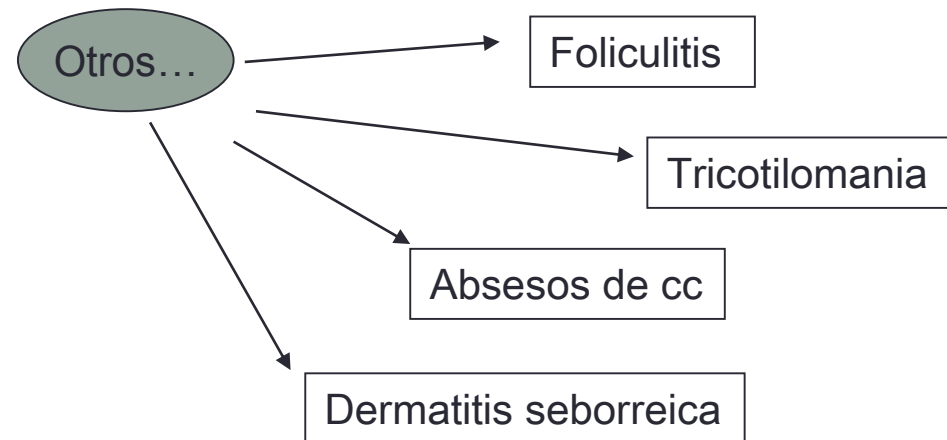 Otros…
Foliculitis
Tricotilomania
Absesos de cc
Dermatitis seborreica